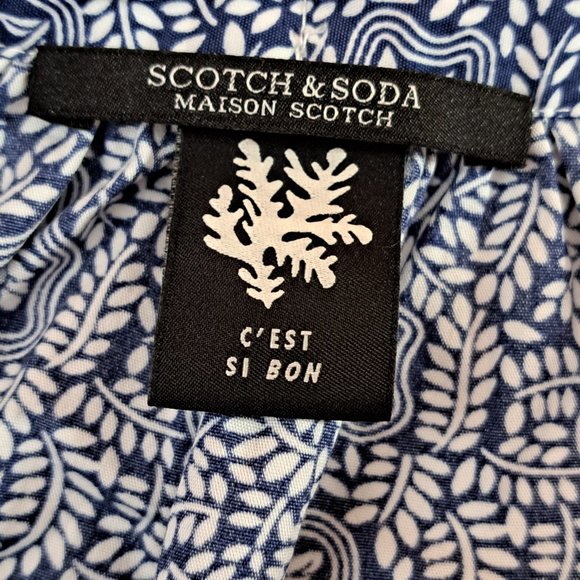 SCOTCH & SODA
MAISON SCOTCH
C'EST
SI BON